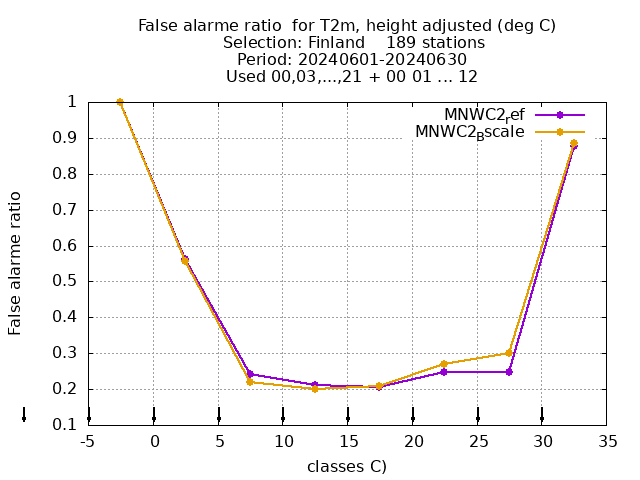 False alarme ratio  for T2m, height adjusted (deg C)
Selection: Finland    189 stations
Period: 20240601-20240630
Used 00,03,...,21 + 00 01 ... 12
MNWC2ref
MNWC2Bscale
1
0.9
0.8
0.7
0.6
0.5
0.4
0.3
0.2
0.1
False alarme ratio
-5 0 5 10 15 20 25 30 35
classes C)